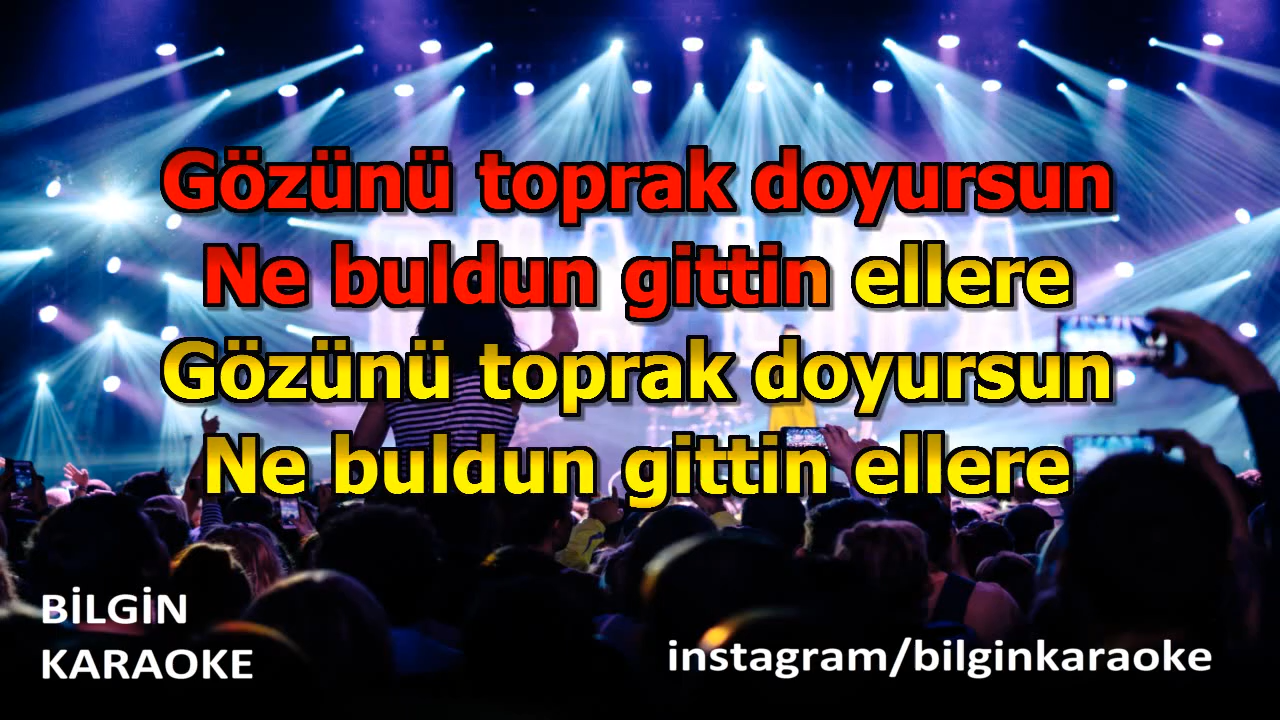 Gözünü toprak doyursun
Ne buldun gittin ellere
Gözünü toprak doyursun
Ne buldun gittin ellere
BİLGİN
KARAOKE
instagram/bilginkaraoke